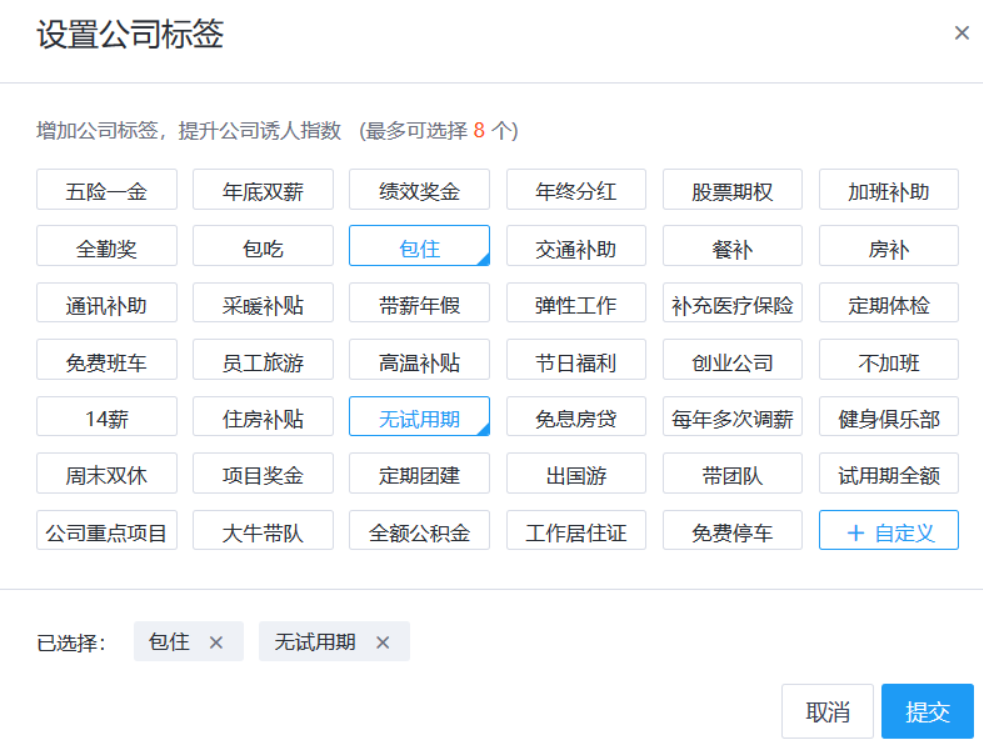 设置公司标签
增加公司标签，提升公司诱人指数 (最多可选择 8 个)
五险一金 年底双薪 绩效奖金 年终分红 股票期权 加班补助
全勤奖 包吃 包住 交通补助 餐补 房补
通讯补助 采暖补贴 带薪年假 弹性工作 补充医疗保险 定期体检
免费班车 员工旅游 高温补贴 节日福利 创业公司 不加班
14薪 住房补贴 无试用期 免息房贷 每年多次调薪 健身俱乐部
周末双休 项目奖金 定期团建 出国游 带团队 试用期全额
公司重点项目 大牛带队 全额公积金 工作居住证 免费停车 + 自定义
已选择： 包住 × 无试用期 ×
取消 提交